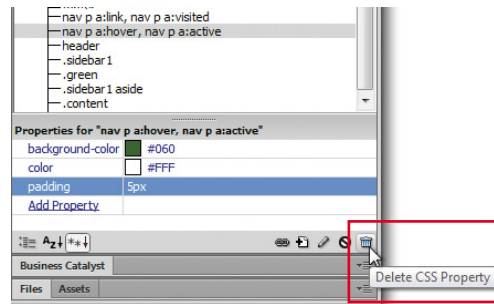 nav p a:link, nav p a:visited
nav p a:hover, nav p a:active
header
.sidebar1
.green
.sidebar1 aside
.content
Properties for "nav p a:hover, nav p a:active"
background-color #060
color #FFF
padding 5px
Add Property
Az↓ **↓
Business Catalyst
Delete CSS Property
Files Assets